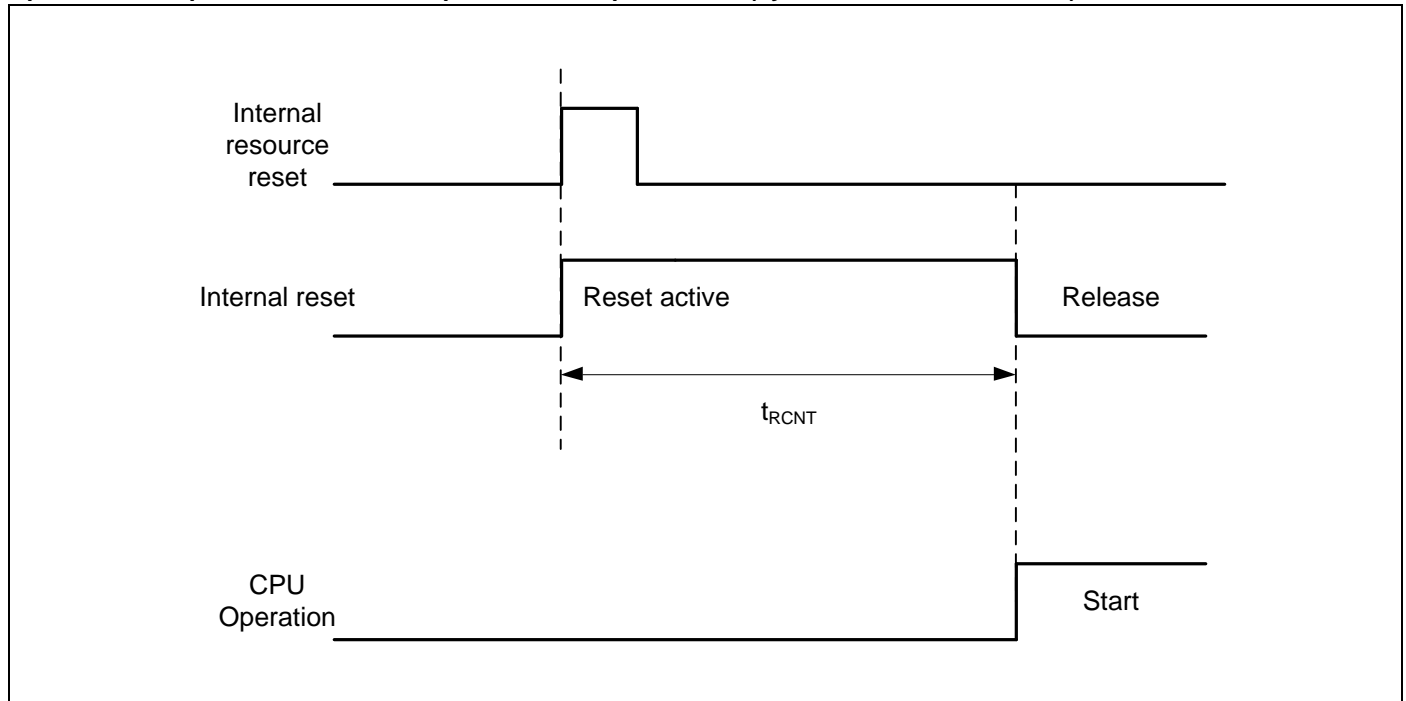 Internal
resource
reset
Internal reset
Reset active
Release
tRCNT
CPU
Operation
Start